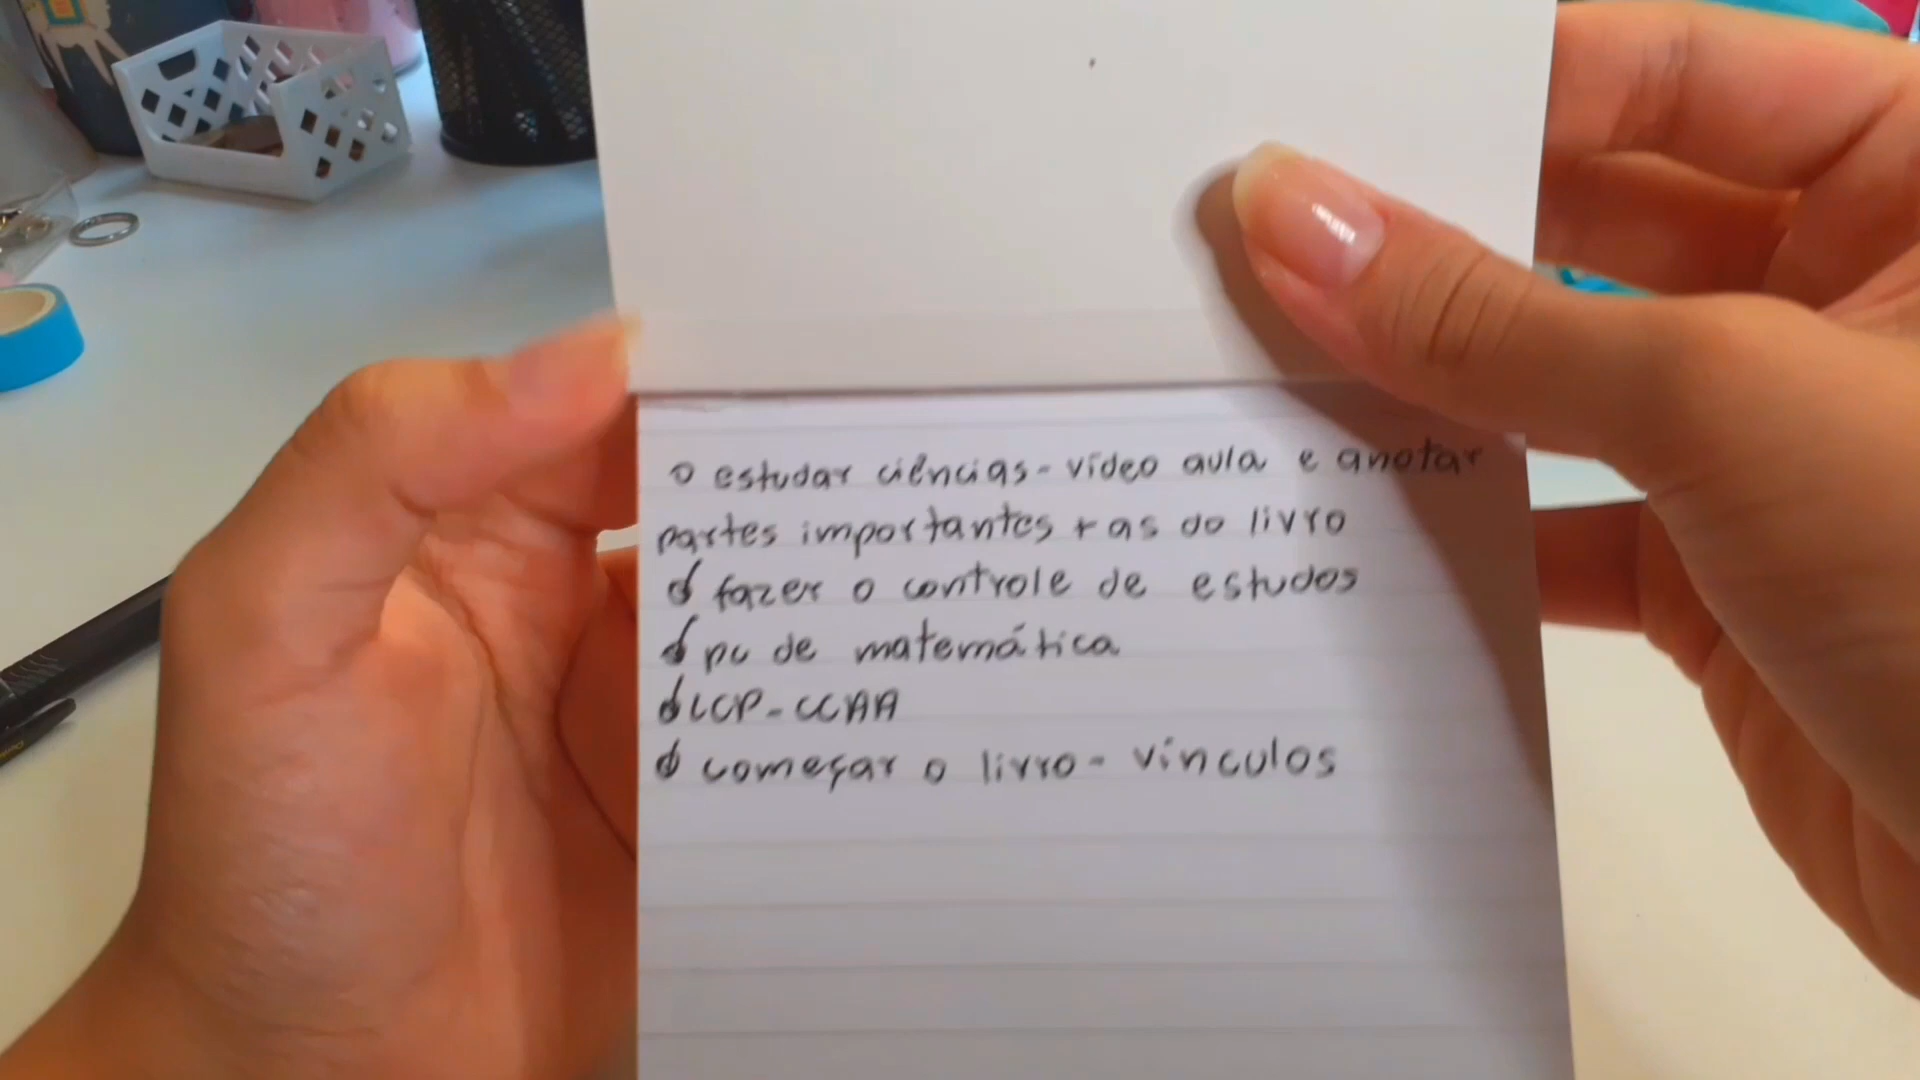 o estudar ciências - vídeo aula e anotar
partes importantes + as do livro
o fazer o controle de estudos
o pc de matemática
o LCP - CCAA
o começar o livro - vínculos